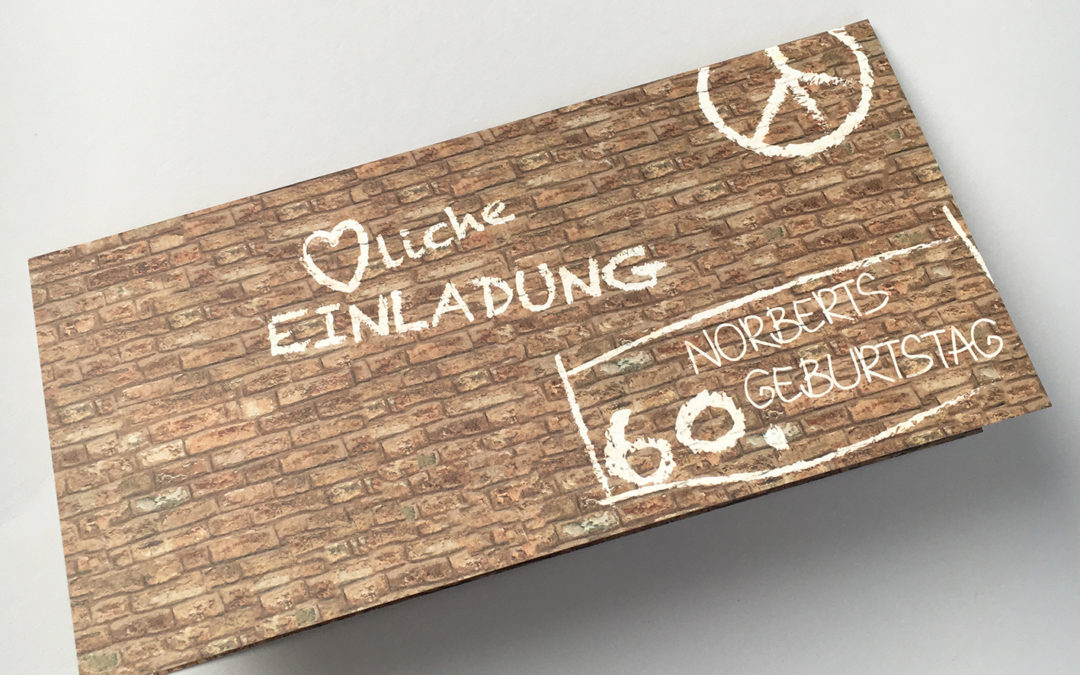 ♡liche
EINLADUNG
NORBERTS
60. GEBURTSTAG